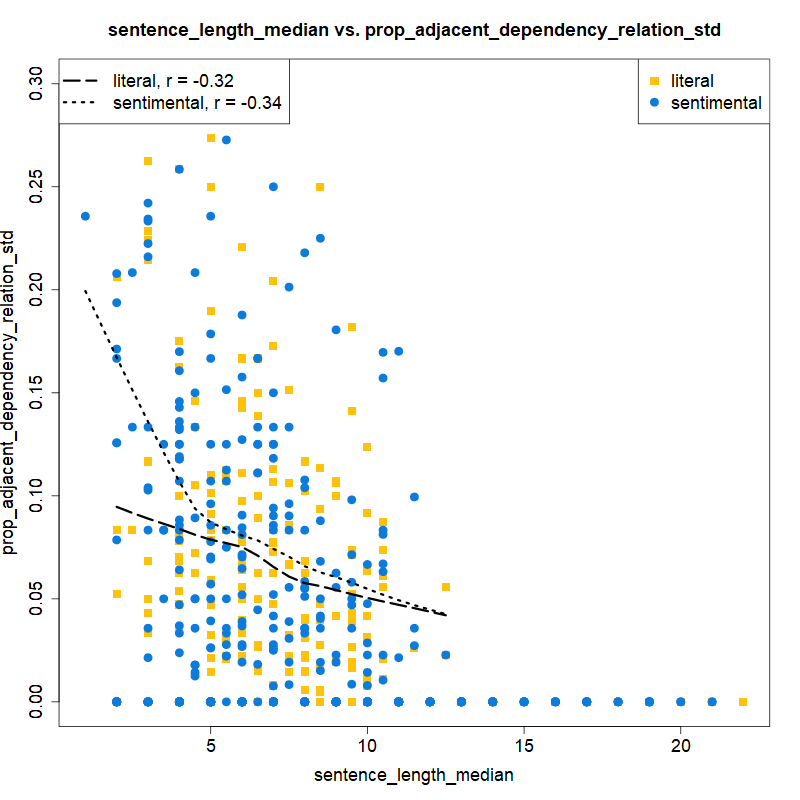 sentence_length_median vs. prop_adjacent_dependency_relation_std
literal, r = -0.32
sentimental, r = -0.34
literal
sentimental
prop_adjacent_dependency_relation_std
0.30
0.25
0.20
0.15
0.10
0.05
0.00
5 10 15 20
sentence_length_median